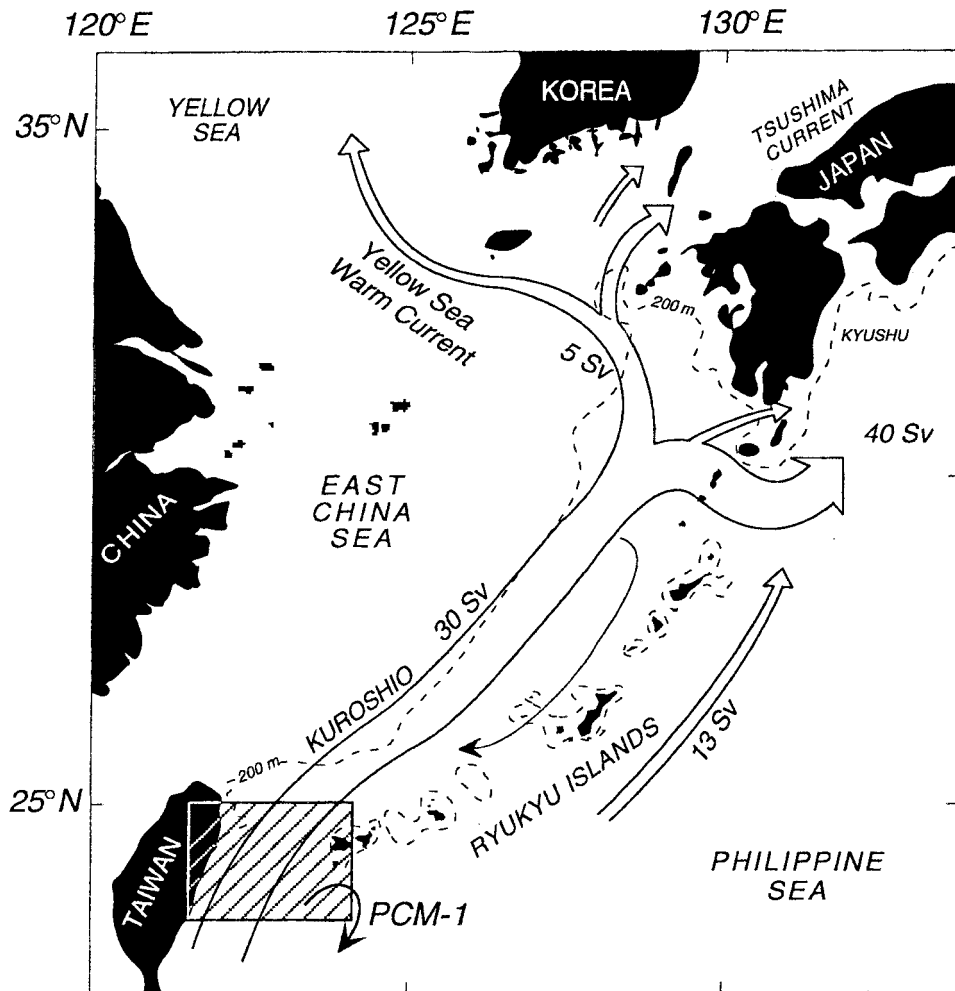 120°E 125°E 130°E
35°N
YELLOW
SEA
KOREA
TSUSHIMA
CURRENT
JAPAN
Yellow Sea
Warm Current
200 m
KYUSHU
5 Sv
40 Sv
EAST
CHINA
SEA
CHINA
30 Sv
KUROSHIO
13 Sv
200 m
RYUKYU ISLANDS
25°N
PHILIPPINE
SEA
TAIWAN
PCM-1